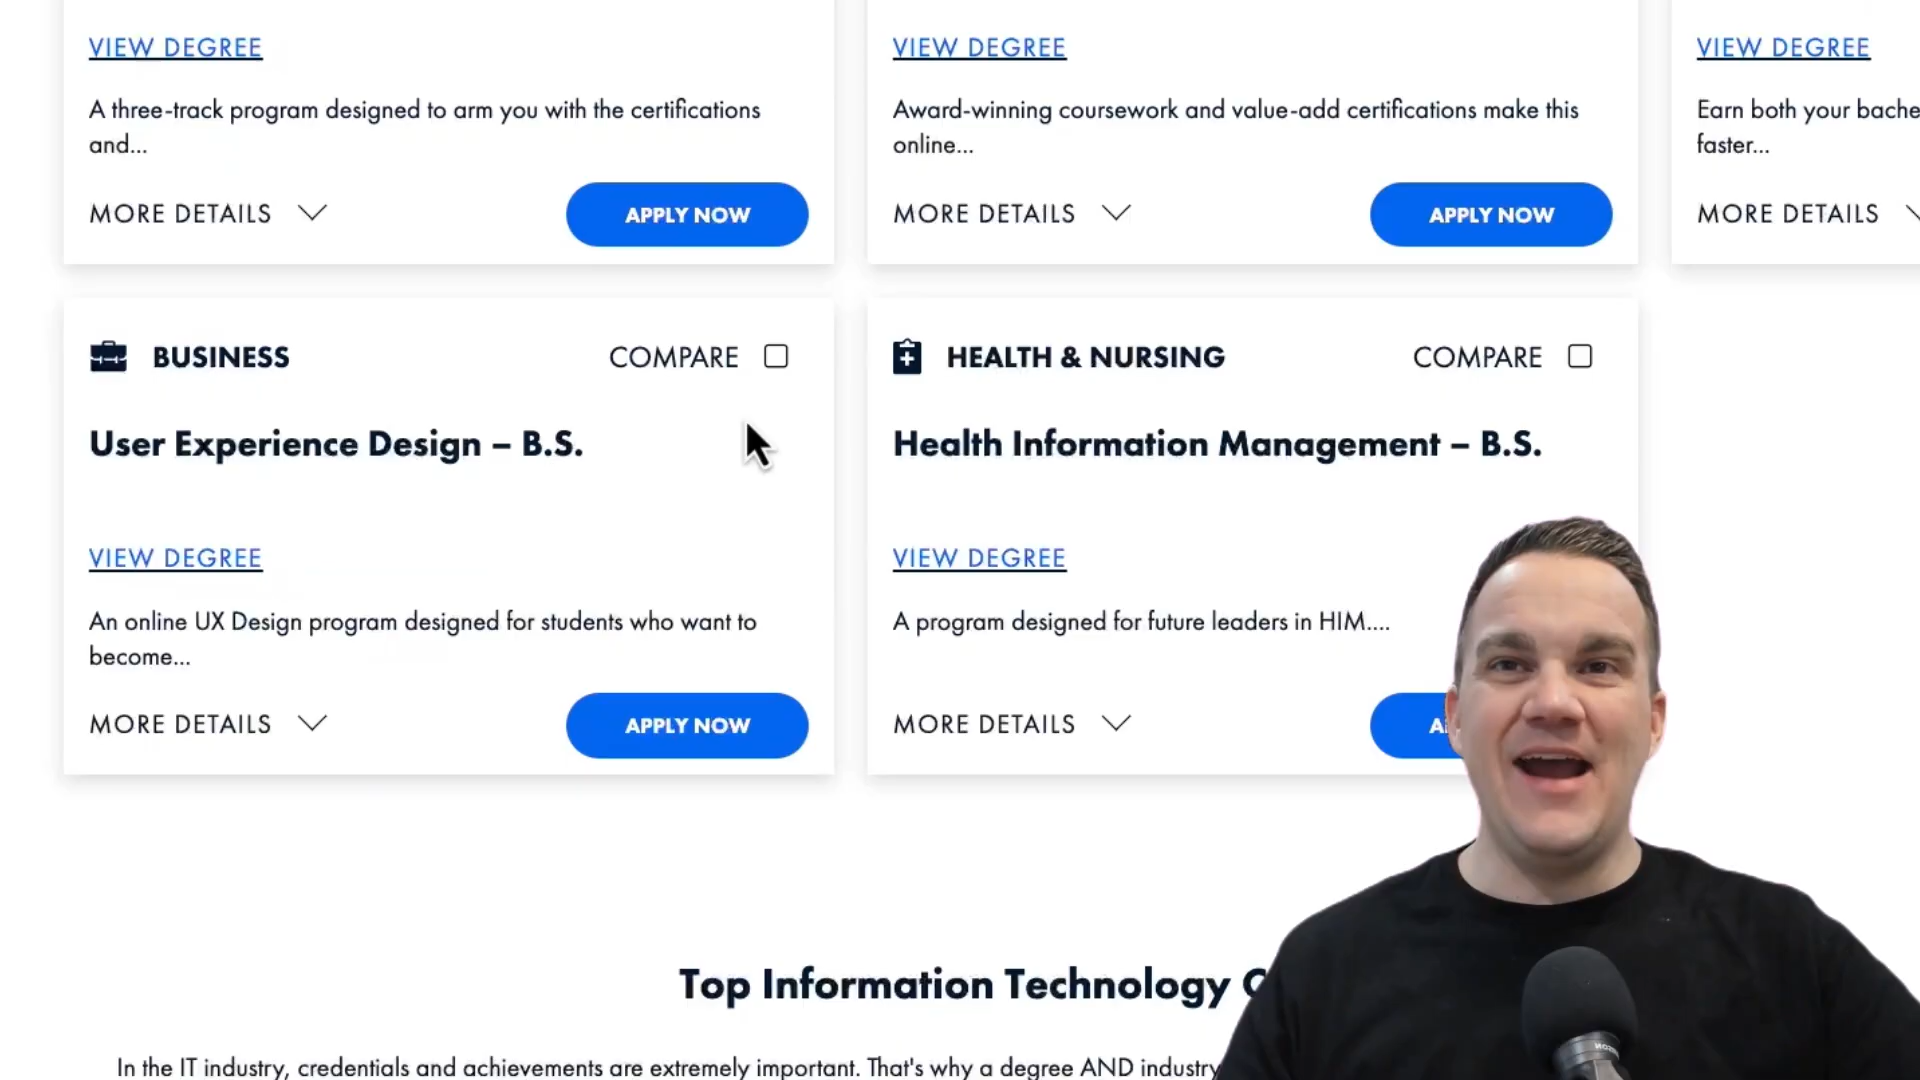 VIEW DEGREE
A three-track program designed to arm you with the certifications
and...
MORE DETAILS
APPLY NOW
VIEW DEGREE
Award-winning coursework and value-add certifications make this
online...
MORE DETAILS
APPLY NOW
VIEW DEGREE
Earn both your
faster...
MORE DETAILS
BUSINESS
COMPARE
User Experience Design – B.S.
VIEW DEGREE
An online UX Design program designed for students who want to
become...
MORE DETAILS
APPLY NOW
HEALTH & NURSING
COMPARE
Health Information Management – B.S.
VIEW DEGREE
A program designed for future leaders in HIM....
MORE DETAILS
Top Information Technology
In the IT industry, credentials and achievements are extremely important. That's why a degree AND industry